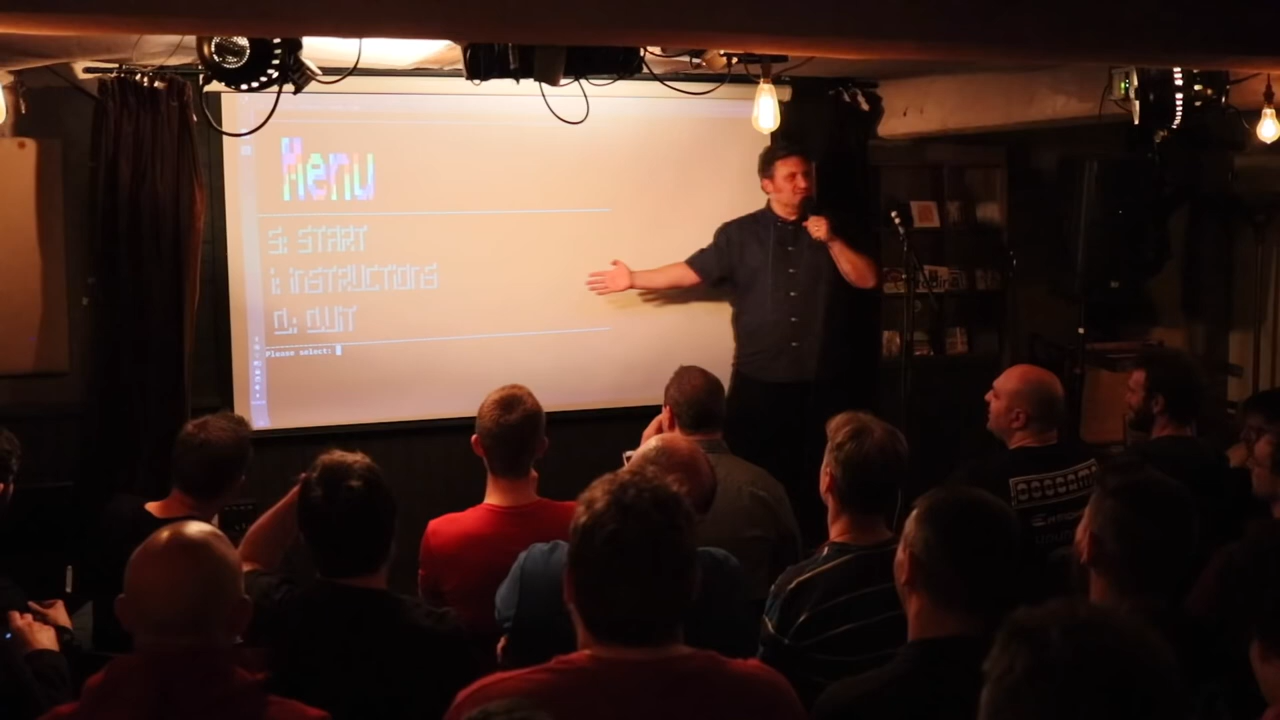 Menu
S: START
I: INSTRUCTIONS
Q: QUIT
Please select: